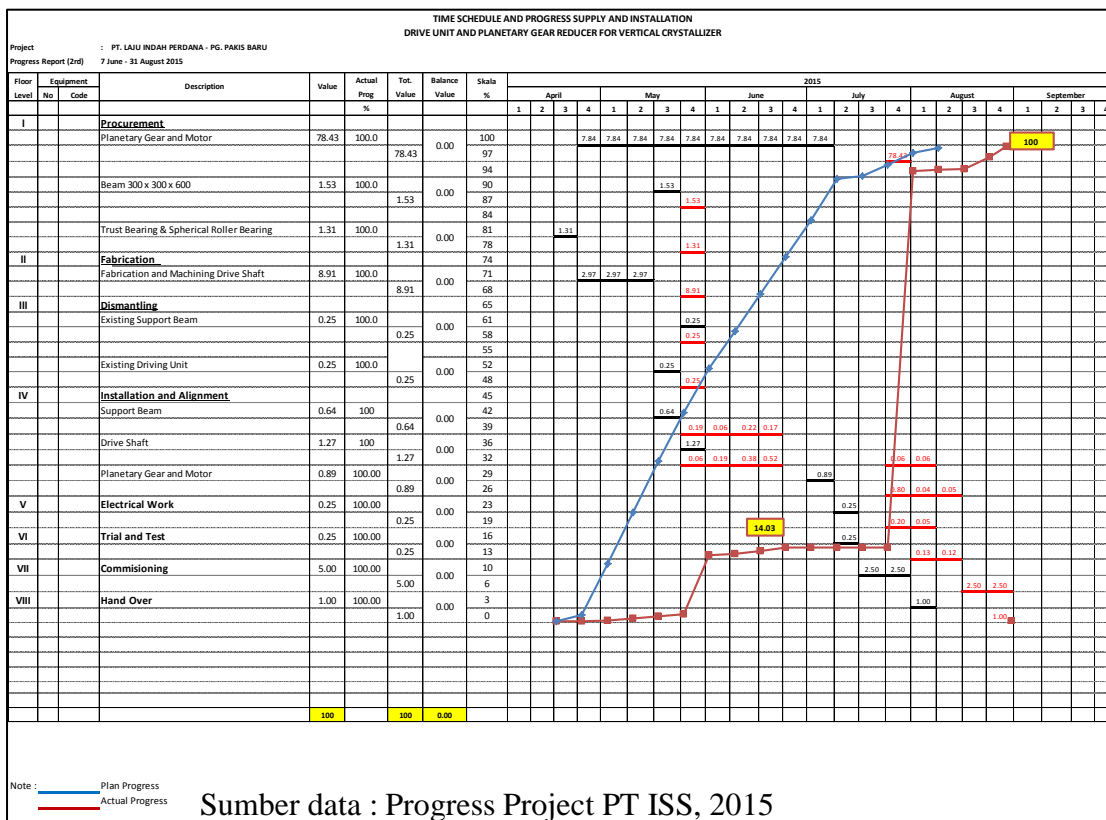 TIME SCHEDULE AND PROGRESS SUPPLY AND INSTALLATION
DRIVE UNIT AND PLANETARY GEAR REDUCER FOR VERTICAL CRYSTALLIZER
Project : PT. LAJU INDAH PERDANA - PG. PAKIS BARU
Progress Report (2rd) 7 June - 31 August 2015
Floor Equipment Description Value Actual Tot. Balance Skala 2015
Level No Code Prog Value Value % April May June July August September
% 1 2 3 4 1 2 3 4 1 2 3 4 1 2 3 4 1 2 3 4 1 2 3 4
I Procurement
Planetary Gear and Motor 78.43 100.0 0.00 100 7.84 7.84 7.84 7.84 7.84 7.84 7.84 7.84 7.84 7.84 100
78.43 97 78.43
94
Beam 300 x 300 x 600 1.53 100.0 0.00 90 1.53
1.53 87 1.53
84
Trust Bearing & Spherical Roller Bearing 1.31 100.0 0.00 81 1.31
1.31 78 1.31
II Fabrication 74
Fabrication and Machining Drive Shaft 8.91 100.0 0.00 71 2.97 2.97 2.97
8.91 68 8.91
III Dismantling 65
Existing Support Beam 0.25 100.0 0.00 61 0.25
0.25 58 0.25
55
Existing Driving Unit 0.25 100.0 0.00 52 0.25
0.25 48 0.25
IV Installation and Alignment 45
Support Beam 0.64 100 0.00 42 0.64
0.64 39 0.19 0.06 0.22 0.17
Drive Shaft 1.27 100 0.00 36 1.27
1.27 32 0.06 0.19 0.38 0.52 0.06 0.06
Planetary Gear and Motor 0.89 100.00 0.00 29 0.89
0.89 26 0.80 0.04 0.05
V Electrical Work 0.25 100.00 0.00 23 0.25
0.25 19 0.20 0.05
VI Trial and Test 0.25 100.00 0.00 16 14.03 0.25
0.25 13 0.13 0.12
VII Commisioning 5.00 100.00 0.00 10 2.50 2.50
5.00 6 2.50 2.50
VIII Hand Over 1.00 100.00 0.00 3 1.00
1.00 0 1.00
100 100 0.00
Note : Plan Progress
Actual Progress
Sumber data : Progress Project PT ISS, 2015